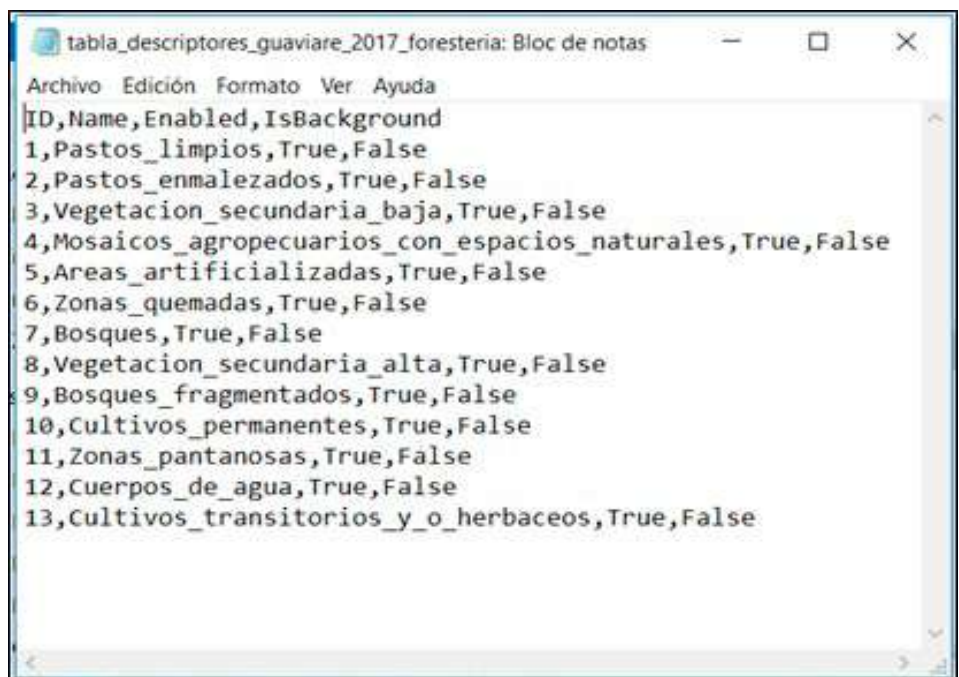 tabla_descriptores_guaviare_2017_foresteria: Bloc de notas
Archivo Edición Formato Ver Ayuda
ID,Name,Enabled,IsBackground
1,Pastos_limpios,True,False
2,Pastos_enmalezados,True,False
3,Vegetacion_secundaria_baja,True,False
4,Mosaicos_agropecuarios_con_espacios_naturales,True,False
5,Areas_artificializadas,True,False
6,Zonas_quemadas,True,False
7,Bosques,True,False
8,Vegetacion_secundaria_alta,True,False
9,Bosques_fragmentados,True,False
10,Cultivos_permanentes,True,False
11,Zonas_pantanosas,True,False
12,Cuerpos_de_agua,True,False
13,Cultivos_transitorios_y_o_herbaceos,True,False